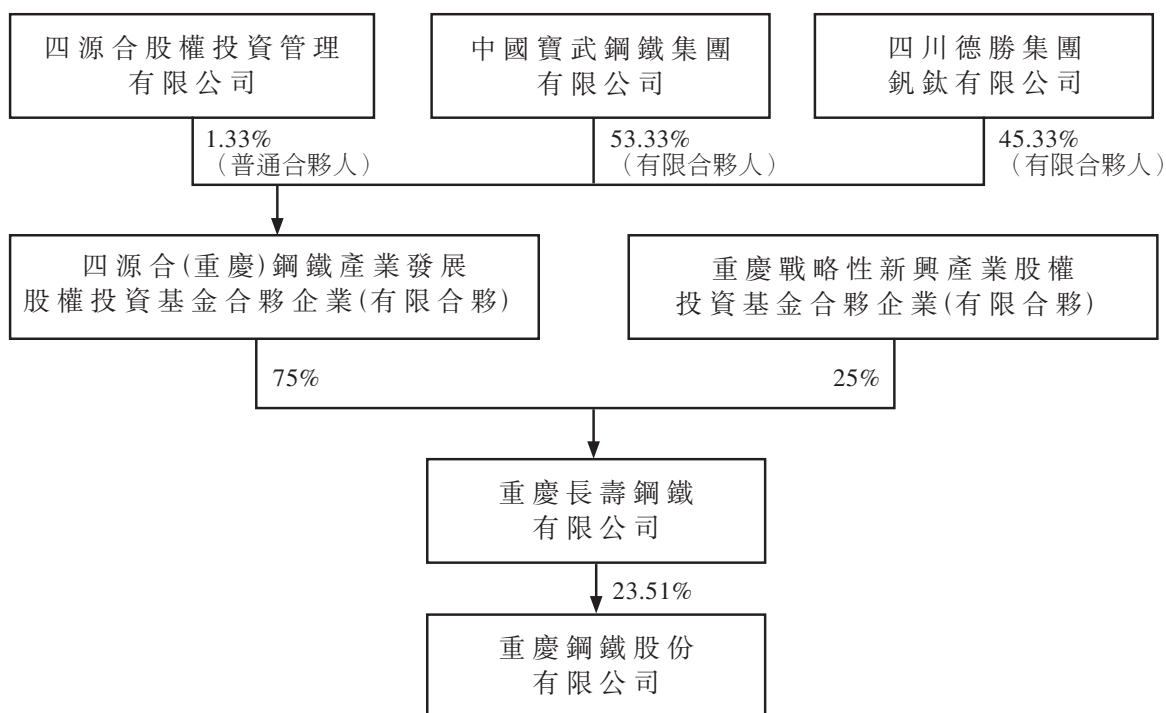 四源合股權投資管理
有限公司
中國寶武鋼鐵集團
有限公司
四川德勝集團
釩鈦有限公司
1.33%
（普通合夥人）
53.33%
（有限合夥人）
45.33%
（有限合夥人）
四源合(重慶)鋼鐵產業發展
股權投資基金合夥企業(有限合夥)
重慶戰略性新興產業股權
投資基金合夥企業(有限合夥)
75%
25%
重慶長壽鋼鐵
有限公司
23.51%
重慶鋼鐵股份
有限公司